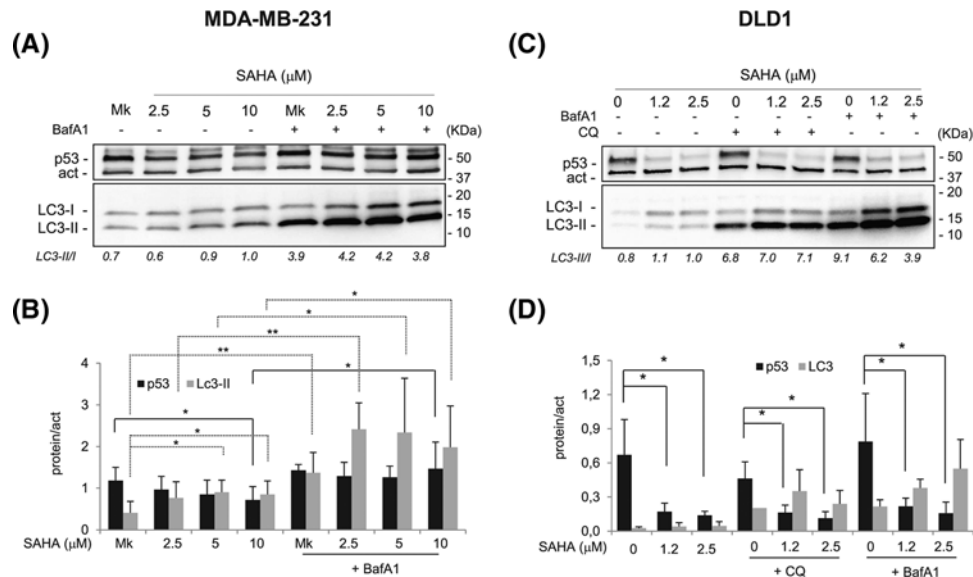 MDA-MB-231
(A)
SAHA (µM)
Mk 2.5 5 10 Mk 2.5 5 10
BafA1 - - - - + + + + (KDa)
p53 - - 50
act - - 37
- 20
LC3-I - - 15
LC3-II - - 10
LC3-II/I 0.7 0.6 0.9 1.0 3.9 4.2 4.2 3.8
(B)
* 
*
**
** *
*
*
*
protein/act
4
3
2
1
0
p53 Lc3-II
SAHA (µM) Mk 2.5 5 10 Mk 2.5 5 10
+ BafA1
DLD1
(C)
SAHA (µM)
0 1.2 2.5 0 1.2 2.5 0 1.2 2.5
BafA1 - - - - - - + + +
CQ - - - + + + - - - (KDa)
p53 - - 50
act - - 37
- 20
LC3-I - - 15
LC3-II - - 10
LC3-II/I 0.8 1.1 1.0 6.8 7.0 7.1 9.1 6.2 3.9
(D)
p53 LC3
* * * * * *
protein/act
1,5
1,2
0,9
0,6
0,3
0,0
SAHA (µM) 0 1.2 2.5 0 1.2 2.5 0 1.2 2.5
+ CQ + BafA1